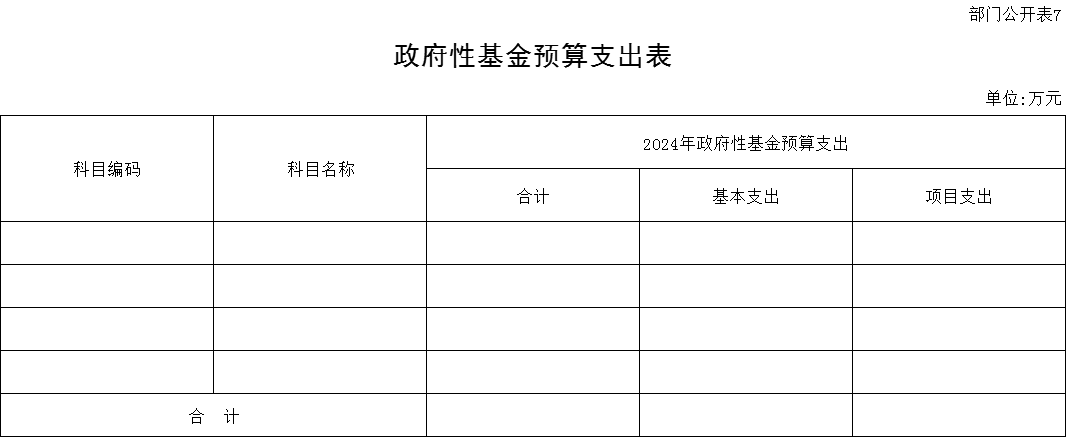 部门公开表7
政府性基金预算支出表
单位:万元
科目编码
科目名称
2024年政府性基金预算支出
合计
基本支出
项目支出
合 计